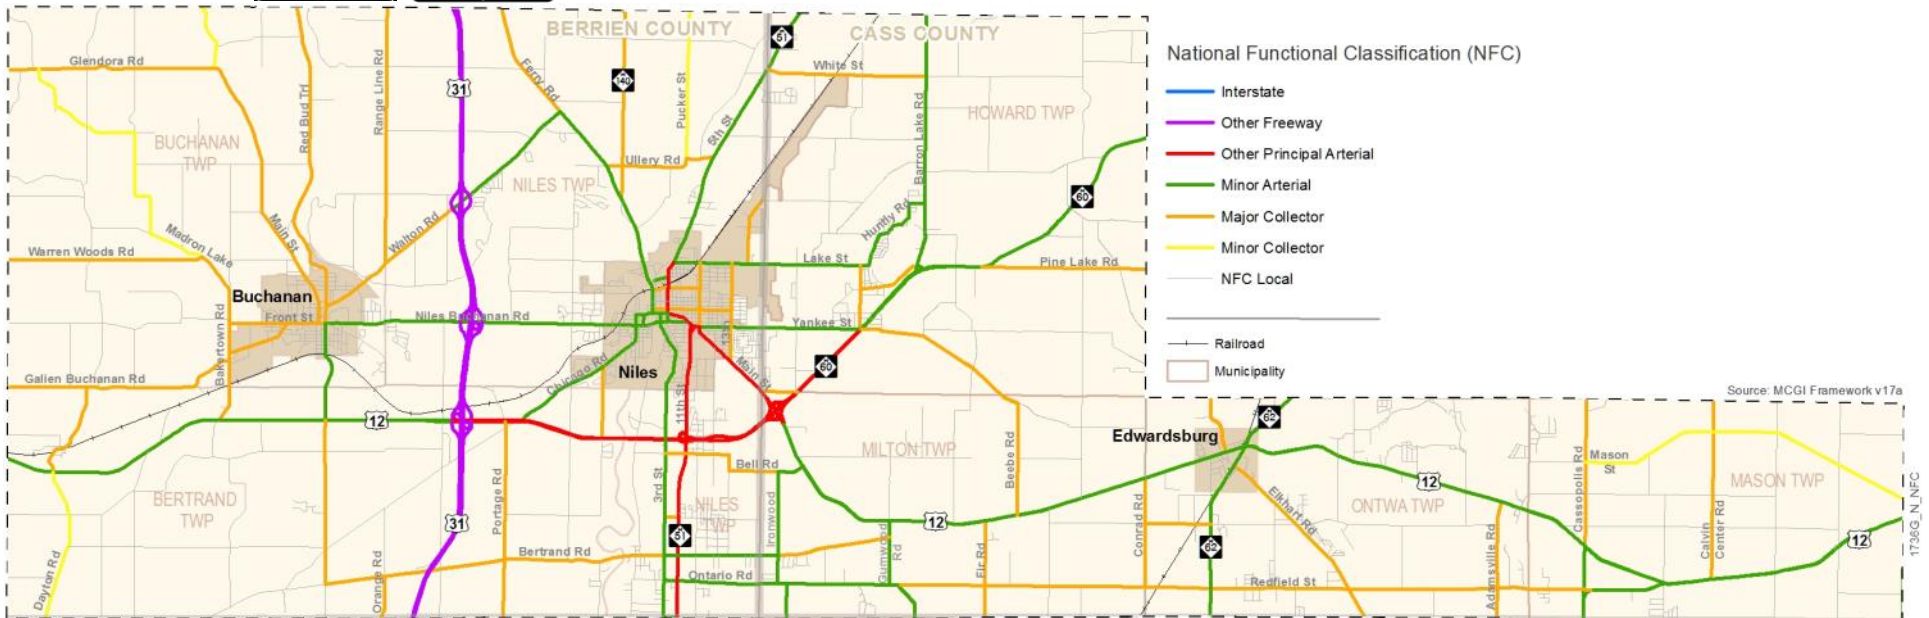 BERRIEN COUNTY
CASS COUNTY
51
140
31
Glendora Rd
Range Line Rd
Ferry Rd
Pucker St
White St
5th St
Barron Lake Rd
HOWARD TWP
BUCHANAN
TWP
Red Bud Trl
Ullery Rd
NILES TWP
60
Main St
Walton Rd
Huntly Rd
Madron Lake
Warren Woods Rd
Lake St
Pine Lake Rd
Buchanan
Front St
Niles Buchanan Rd
Yankee St
13th
Bakertown Rd
Galien Buchanan Rd
Chicago Rd
Niles
Main St
60
11th St
12
National Functional Classification (NFC)
Interstate
Other Freeway
Other Principal Arterial
Minor Arterial
Major Collector
Minor Collector
NFC Local
Railroad
Municipality
Source: MCGI Framework v17a
62
Edwardsburg
MILTON TWP
Bell Rd
Beebe Rd
Cassopolis Rd
Mason
St
MASON TWP
12
ONTWA TWP
Elkhart Rd
BERTRAND
TWP
Portage Rd
3rd St
NILES
TWP
Ironwood
31
51
12
Conrad Rd
62
Calvin
Center Rd
12
Bertrand Rd
Gumwood
Rd
Fir Rd
Dayton Rd
Orange Rd
Ontario Rd
Redfield St
Adamsville Rd
1736G_N_NFC